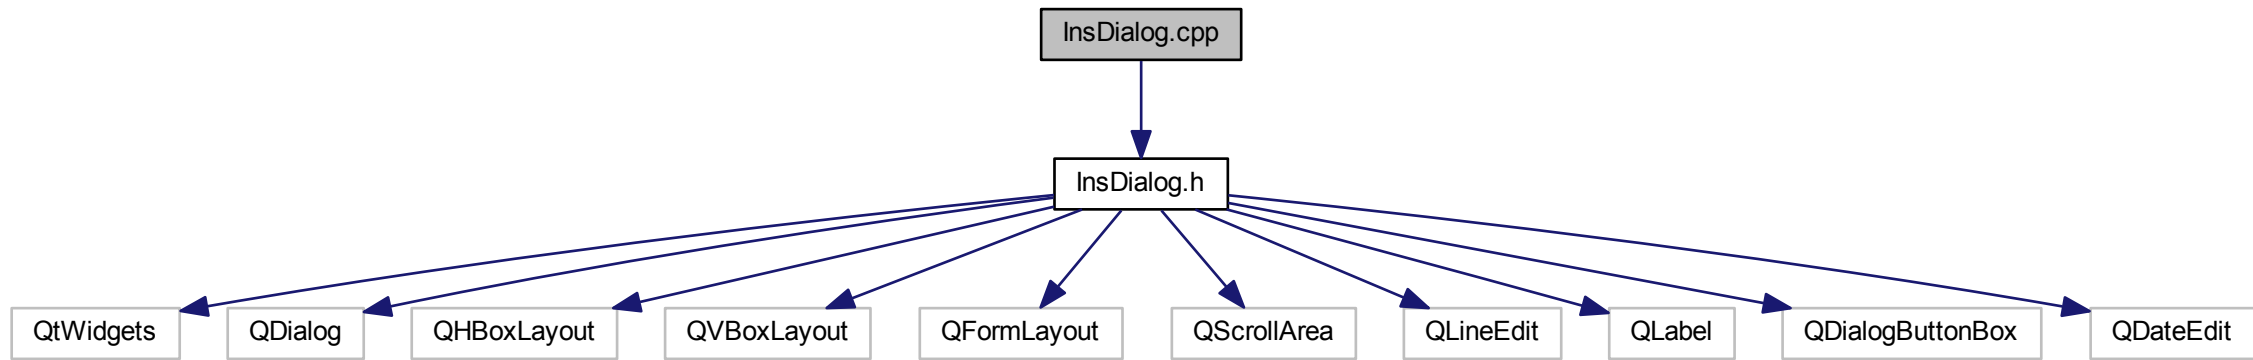 InsDialog.cpp
InsDialog.h
QtWidgets
QDialog
QHBoxLayout
QVBoxLayout
QFormLayout
QScrollArea
QLineEdit
QLabel
QDialogButtonBox
QDateEdit